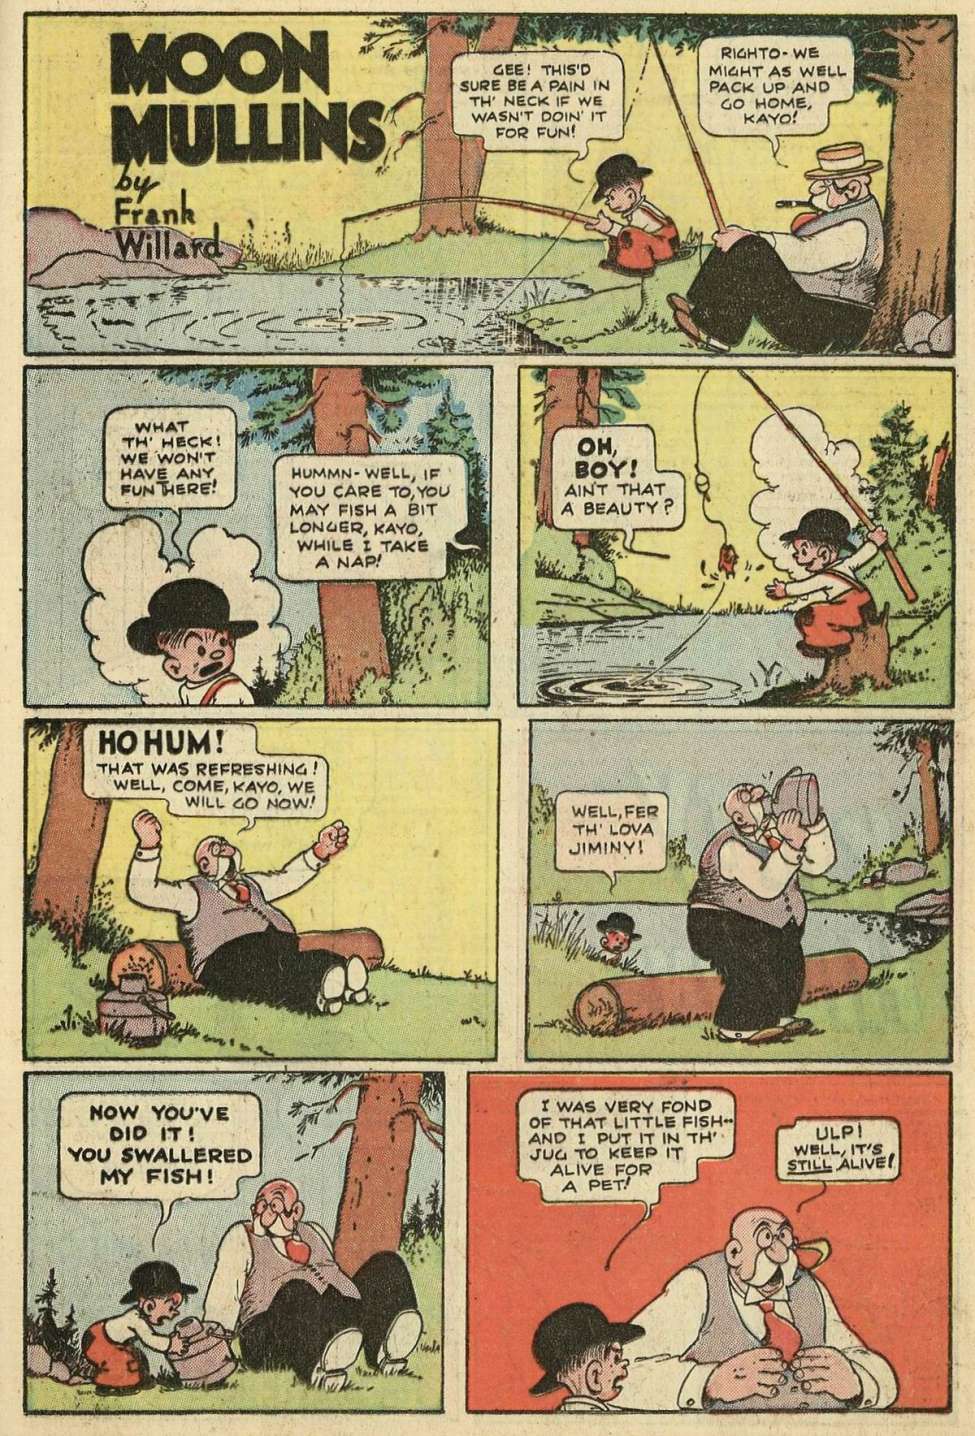 MOON
MULLINS
by
Frank
Willard
GEE! THIS'D
SURE BE A PAIN IN
TH' NECK IF WE
WASN'T DOIN' IT
FOR FUN!
RIGHTO-WE
MIGHT AS WELL
PACK UP AND
GO HOME,
KAYO!
WHAT
TH' HECK!
WE WON'T
HAVE ANY
FUN THERE!
HUMMN-WELL, IF
YOU CARE TO, YOU
MAY FISH A BIT
LONGER, KAYO,
WHILE I TAKE
A NAP!
OH,
BOY!
AIN'T THAT
A BEAUTY?
HO HUM!
THAT WAS REFRESHING!
WELL, COME, KAYO, WE
WILL GO NOW!
WELL, FER
TH' LOVA
JIMINY!
NOW YOU'VE
DID IT!
YOU SWALLERED
MY FISH!
I WAS VERY FOND
OF THAT LITTLE FISH--
AND I PUT IT IN TH'
JUG TO KEEP IT
ALIVE FOR
A PET!
ULP!
WELL, IT'S
STILL ALIVE!